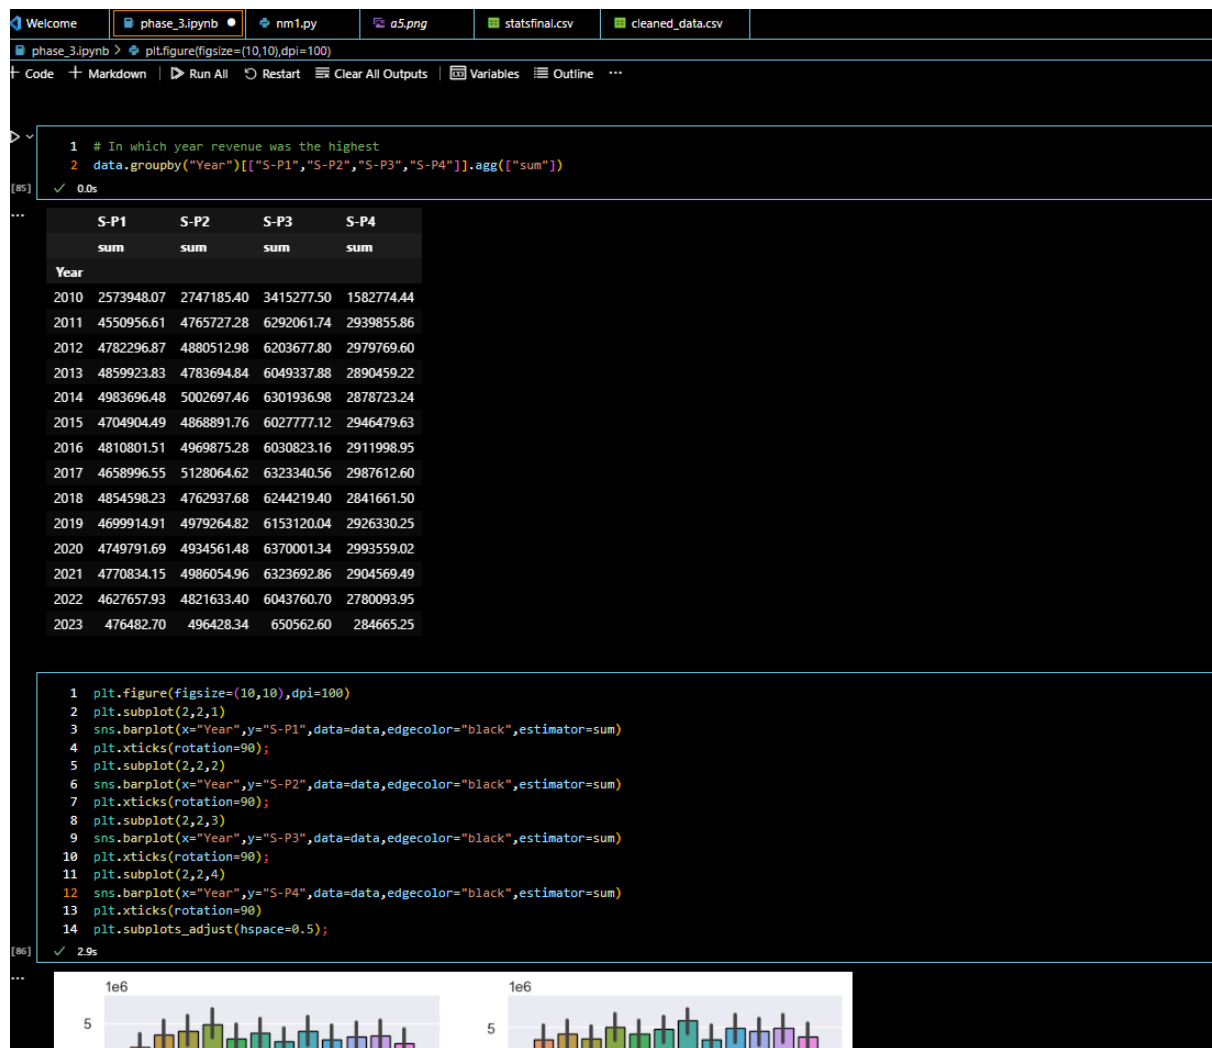 Welcome
phase_3.ipynb
nm1.py
a5.png
statsfinal.csv
cleaned_data.csv
phase_3.ipynb > plt.figure(figsize=(10,10),dpi=100)
+ Code + Markdown | Run All Restart Clear All Outputs | Variables Outline ...
1 # In which year revenue was the highest
2 data.groupby("Year")[["S-P1","S-P2","S-P3","S-P4"]].agg(["sum"])
[85] ✓ 0.0s
...
S-P1 S-P2 S-P3 S-P4
sum sum sum sum
Year
2010 2573948.07 2747185.40 3415277.50 1582774.44
2011 4550956.61 4765727.28 6292061.74 2939855.86
2012 4782296.87 4880512.98 6203677.80 2979769.60
2013 4859923.83 4783694.84 6049337.88 2890459.22
2014 4983696.48 5002697.46 6301936.98 2878723.24
2015 4704904.49 4868891.76 6027777.12 2946479.63
2016 4810801.51 4969875.28 6030823.16 2911998.95
2017 4658996.55 5128064.62 6323340.56 2987612.60
2018 4854598.23 4762937.68 6244219.40 2841661.50
2019 4699914.91 4979264.82 6153120.04 2926330.25
2020 4749791.69 4934561.48 6370001.34 2993559.02
2021 4770834.15 4986054.96 6323692.86 2904569.49
2022 4627657.93 4821633.40 6043760.70 2780093.95
2023 476482.70 496428.34 650562.60 284665.25
1 plt.figure(figsize=(10,10),dpi=100)
2 plt.subplot(2,2,1)
3 sns.barplot(x="Year",y="S-P1",data=data,edgecolor="black",estimator=sum)
4 plt.xticks(rotation=90);
5 plt.subplot(2,2,2)
6 sns.barplot(x="Year",y="S-P2",data=data,edgecolor="black",estimator=sum)
7 plt.xticks(rotation=90);
8 plt.subplot(2,2,3)
9 sns.barplot(x="Year",y="S-P3",data=data,edgecolor="black",estimator=sum)
10 plt.xticks(rotation=90);
11 plt.subplot(2,2,4)
12 sns.barplot(x="Year",y="S-P4",data=data,edgecolor="black",estimator=sum)
13 plt.xticks(rotation=90)
14 plt.subplots_adjust(hspace=0.5);
[86] ✓ 2.9s
...
1e6 1e6
5 5